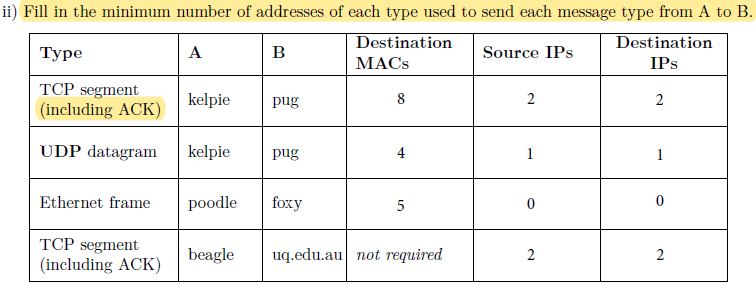 ii) Fill in the minimum number of addresses of each type used to send each message type from A to B.
Type A B Destination MACs Source IPs Destination IPs
TCP segment (including ACK) kelpie pug 8 2 2
UDP datagram kelpie pug 4 1 1
Ethernet frame poodle foxy 5 0 0
TCP segment (including ACK) beagle uq.edu.au not required 2 2